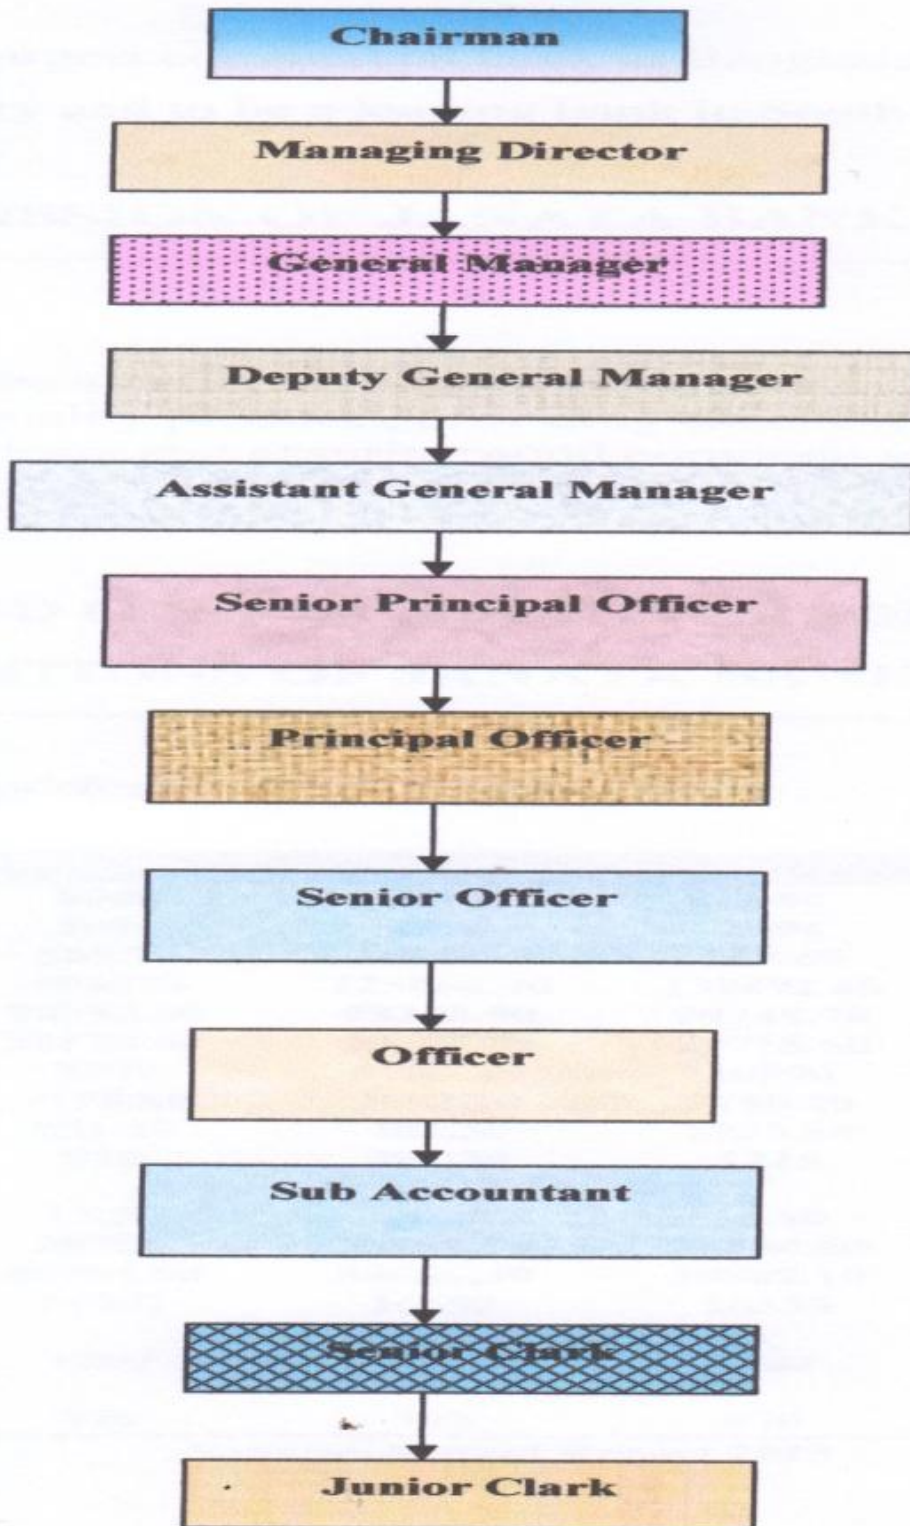 Chairman
Managing Director
General Manager
Deputy General Manager
Assistant General Manager
Senior Principal Officer
Principal Officer
Senior Officer
Officer
Sub Accountant
Senior Clark
Junior Clark